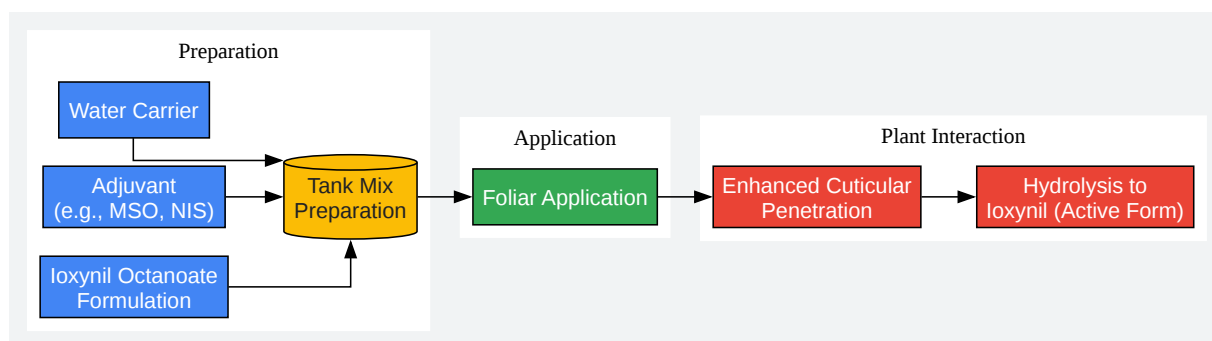 Preparation
Water Carrier
Adjuvant
(e.g., MSO, NIS)
Ioxynil Octanoate
Formulation
Tank Mix
Preparation
Application
Foliar Application
Plant Interaction
Enhanced Cuticular
Penetration
Hydrolysis to
Ioxynil (Active Form)